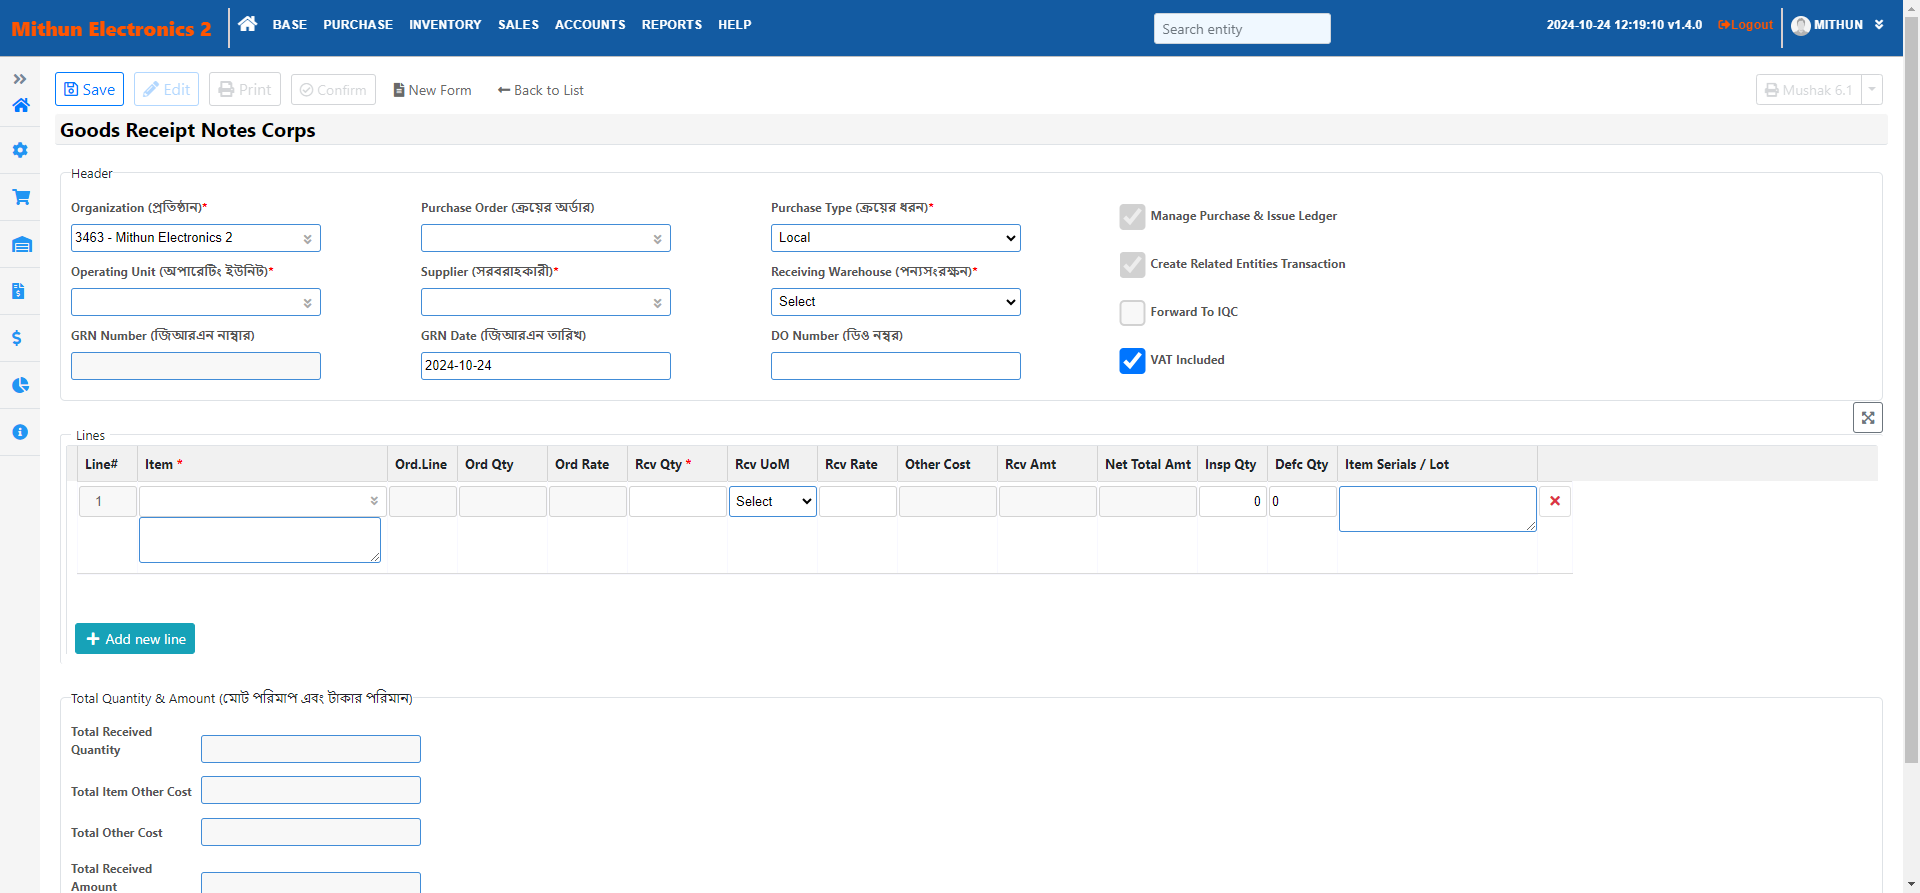 Mithun Electronics 2
BASE PURCHASE INVENTORY SALES ACCOUNTS REPORTS HELP
Search entity
2024-10-24 12:19:10 v1.4.0
Logout
MITHUN
Save
Edit
Print
Confirm
New Form
Back to List
Mushak 6.1
Goods Receipt Notes Corps
Header
Organization (প্রতিষ্ঠান)*
Purchase Order (ক্রয়ের অর্ডার)
Purchase Type (ক্রয়ের ধরন)*
3463 - Mithun Electronics 2
Local
Manage Purchase & Issue Ledger
Operating Unit (অপারেটিং ইউনিট)*
Supplier (সরবরাহকারী)*
Receiving Warehouse (পন্যসংরক্ষন)*
Select
Create Related Entities Transaction
Forward To IQC
GRN Number (জিআরএন নাম্বার)
GRN Date (জিআরএন তারিখ)
DO Number (ডিও নম্বর)
2024-10-24
VAT Included
Lines
Line# Item * Ord.Line Ord Qty Ord Rate Rcv Qty * Rcv UoM Rcv Rate Other Cost Rcv Amt Net Total Amt Insp Qty Defc Qty Item Serials / Lot
1 Select 0 0
Add new line
Total Quantity & Amount (মোট পরিমাপ এবং টাকার পরিমান)
Total Received
Quantity
Total Item Other Cost
Total Other Cost
Total Received
Amount